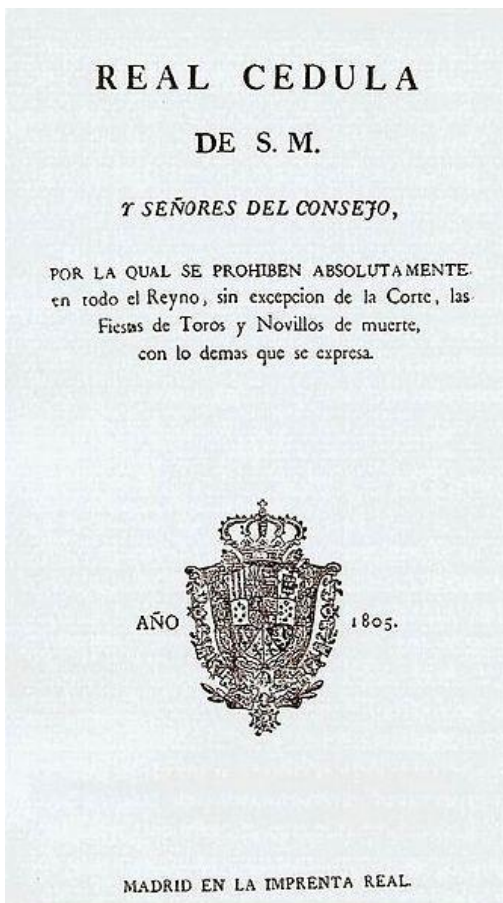 REAL CEDULA
DE S. M.
Y SEÑORES DEL CONSEJO,
POR LA QUAL SE PROHIBEN ABSOLUTAMENTE
en todo el Reyno, sin excepcion de la Corte, las
Fiestas de Toros y Novillos de muerte,
con lo demas que se expresa.
AÑO 1805.
MADRID EN LA IMPRENTA REAL.